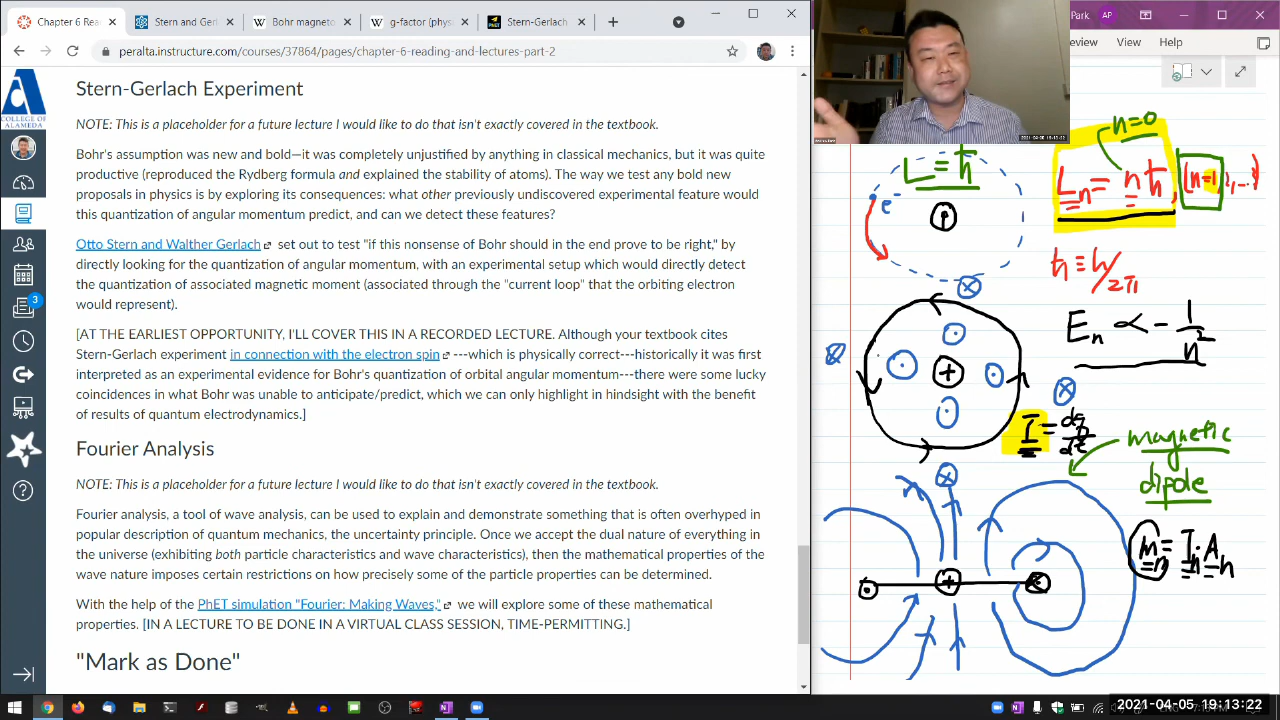 Chapter 6 Rea
Stern and Ger
Bohr magneto
g-factor (phys
Stern-Gerlach
Park AP
peralta.instructure.com/courses/37864/pages/chapter-6-reading-and-lectures-part-2
eview View Help
COLLEGE OF
ALAMEDA
3
Stern-Gerlach Experiment
NOTE: This is a placeholder for a future lecture I would like to do that isn't exactly covered in the textbook.
Bohr's assumption was new and bold—it was completely unjustified by anything in classical mechanics, but it was quite
productive (reproduced the Rydberg formula and explained the stability of atoms). The way we test any bold new
proposals in physics is by exploring its consequences—what other previously undiscovered experimental feature would
this quantization of angular momentum predict, and can we detect these features?
Otto Stern and Walther Gerlach set out to test "if this nonsense of Bohr should in the end prove to be right," by
directly looking for the quantization of angular momentum, with an experimental setup which would directly detect
the quantization of associated magnetic moment (associated through the "current loop" that the orbiting electron
would represent).
[AT THE EARLIEST OPPORTUNITY, I'LL COVER THIS IN A RECORDED LECTURE. Although your textbook cites
Stern-Gerlach experiment in connection with the electron spin ---which is physically correct---historically it was first
interpreted as an experimental evidence for Bohr's quantization of orbital angular momentum---there were some lucky
coincidences in what Bohr was unable to anticipate/predict, which we can only highlight in hindsight with the benefit
of results of quantum electrodynamics.]
Fourier Analysis
NOTE: This is a placeholder for a future lecture I would like to do that isn't exactly covered in the textbook.
Fourier analysis, a tool of wave analysis, can be used to explain and demonstrate something that is often overhyped in
popular description of quantum mechanics, the uncertainty principle. Once we accept the dual nature of everything in
the universe (exhibiting both particle characteristics and wave characteristics), then the mathematical properties of the
wave nature imposes certain restrictions on how precisely some of the particle properties can be determined.
With the help of the PhET simulation "Fourier: Making Waves," we will explore some of these mathematical
properties. [IN A LECTURE TO BE DONE IN A VIRTUAL CLASS SESSION, TIME-PERMITTING.]
"Mark as Done"
n=0
L = ħ
Lₙ = nħ (n=1, ,...)
e⁻
ħ ≡ h/2π
Eₙ ∝ - 1/n²
I = dq/dt
magnetic
dipole
mₙ = Iₙ·Aₙ
2021-04-05 19:13:22